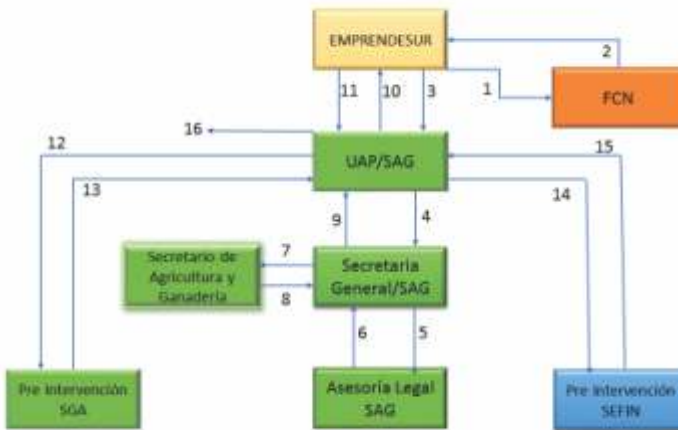 EMPRENDESUR
2
11
10
3
1
FCN
16
12
UAP/SAG
15
13
14
9
4
Secretario de
Agricultura y
Ganadería
7
8
Secretaria
General/SAG
6
5
Pre Intervención
SGA
Asesoría Legal
SAG
Pre Intervención
SEFIN